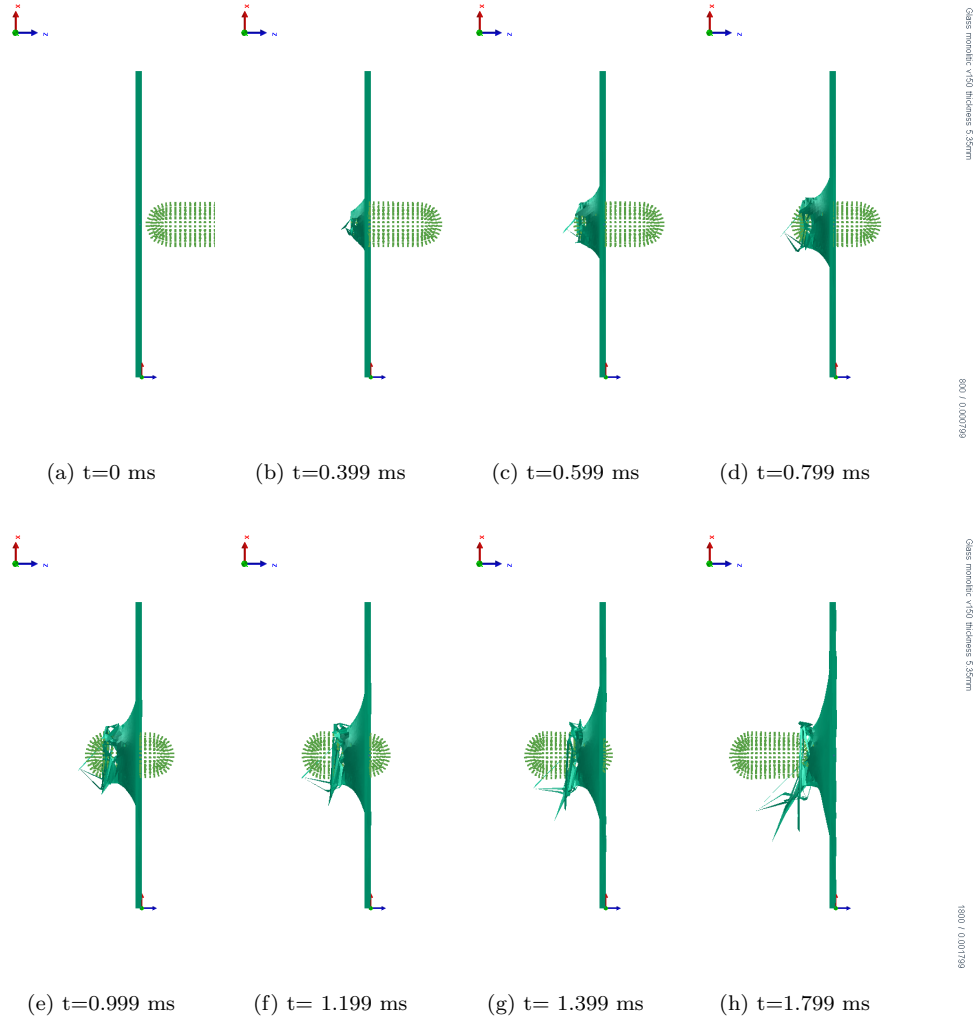 x
z
x
z
x
z
x
z
Glass monolitic v150 thickness 5.35mm
800 / 0.000799
(a) t=0 ms
(b) t=0.399 ms
(c) t=0.599 ms
(d) t=0.799 ms
x
z
x
z
x
z
x
z
Glass monolitic v150 thickness 5.35mm
1800 / 0.001799
(e) t=0.999 ms
(f) t= 1.199 ms
(g) t= 1.399 ms
(h) t=1.799 ms